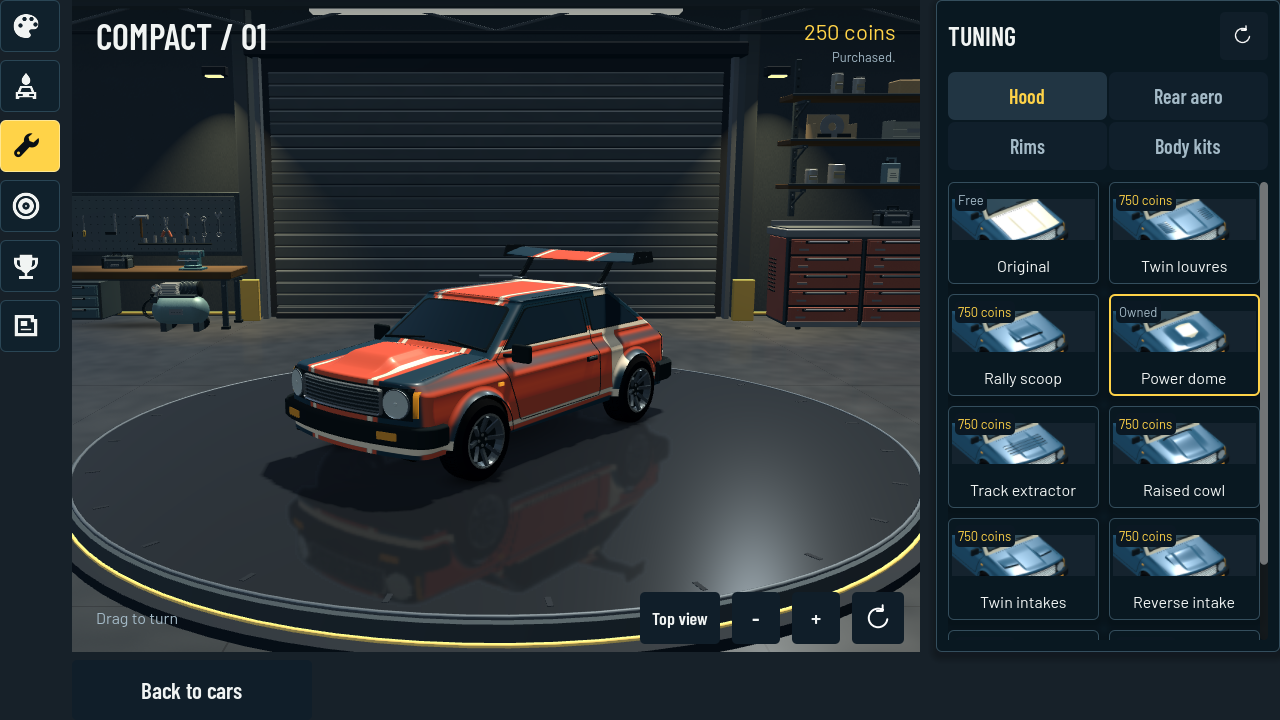 COMPACT / 01
250 coins
Purchased.
Drag to turn
Top view
-
+
Back to cars
TUNING
Hood
Rear aero
Rims
Body kits
Free
Original
750 coins
Twin louvres
750 coins
Rally scoop
Owned
Power dome
750 coins
Track extractor
750 coins
Raised cowl
750 coins
Twin intakes
750 coins
Reverse intake